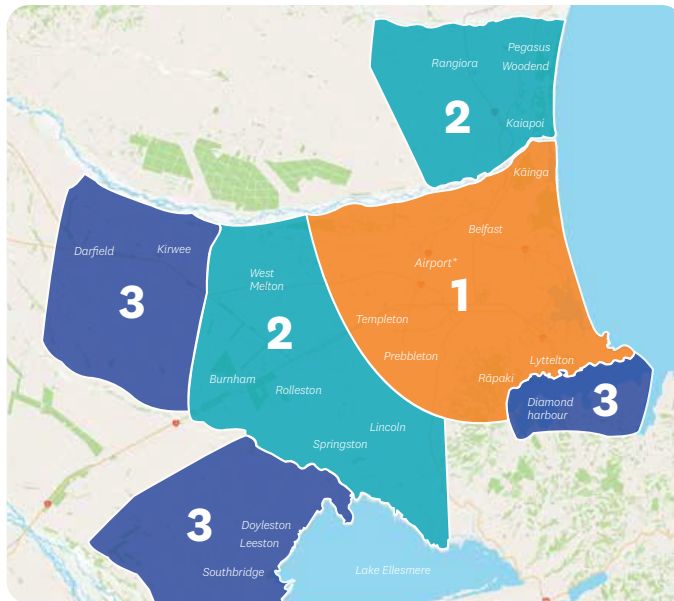 Pegasus
Rangiora
Woodend
2
Kaiapoi
Kāinga
Belfast
Darfield
Kirwee
Airport*
West
Melton
3
1
2
Templeton
Prebbleton
Lyttelton
Burnham
Rāpaki
Rolleston
Diamond
harbour
3
Lincoln
Springston
3
Doyleston
Leeston
Southbridge
Lake Ellesmere